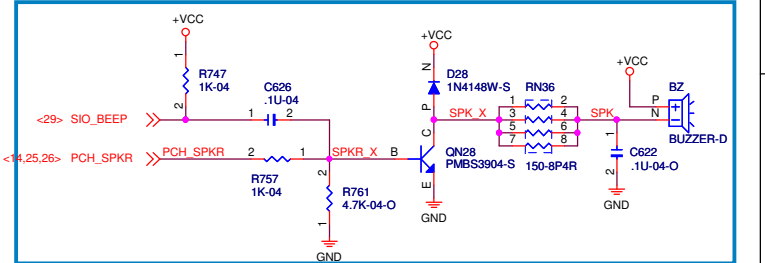 +VCC
+VCC
1
N
D28
1N4148W-S
+VCC
R747
1K-04
C626
.1U-04
RN36
BZ
2
P
1
2
P
<29> SIO_BEEP
1
2
SPK_X
3
4
SPK
N
C
5
6
1
BUZZER-D
<14,25,26> PCH_SPKR
PCH_SPKR
2
1
SPKR_X
B
QN28
PMBS3904-S
7
8
C622
.1U-04-O
R757
1K-04
2
R761
4.7K-04-O
E
150-8P4R
2
1
GND
GND
GND